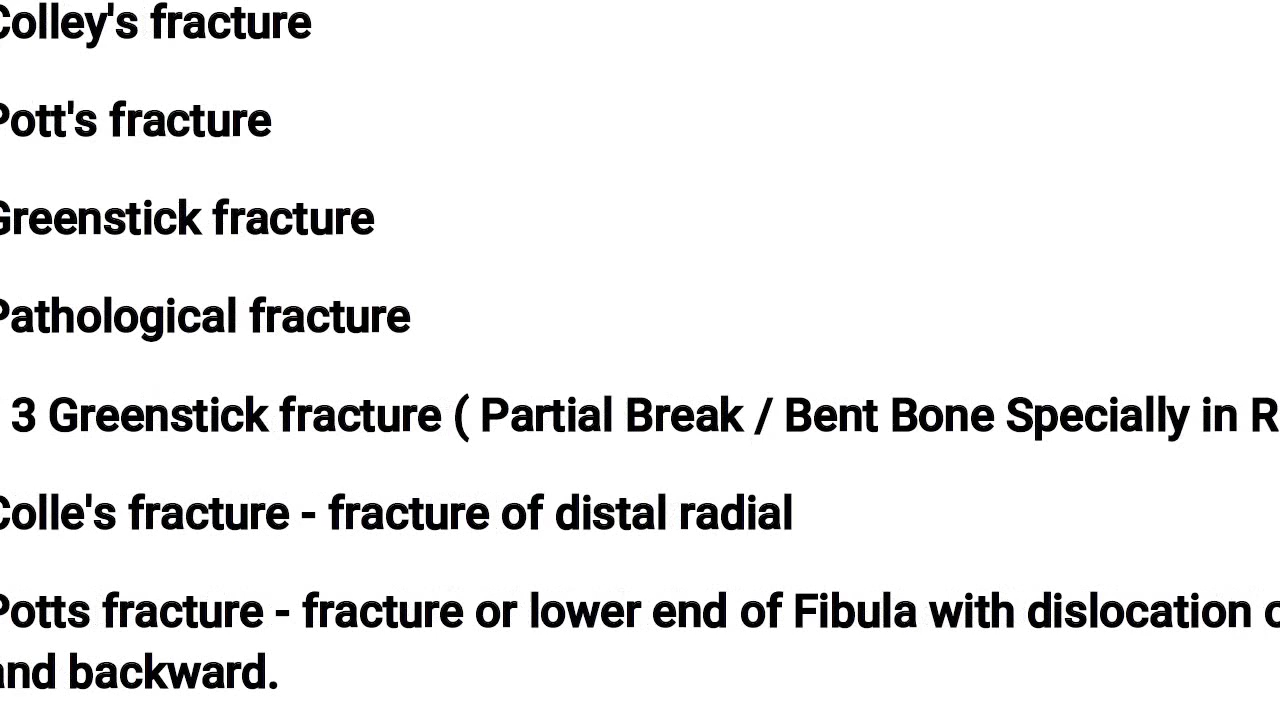 Colley's fracture
Pott's fracture
Greenstick fracture
Pathological fracture
3 Greenstick fracture ( Partial Break / Bent Bone Specially in R
Colle's fracture - fracture of distal radial
Potts fracture - fracture or lower end of Fibula with dislocation
and backward.